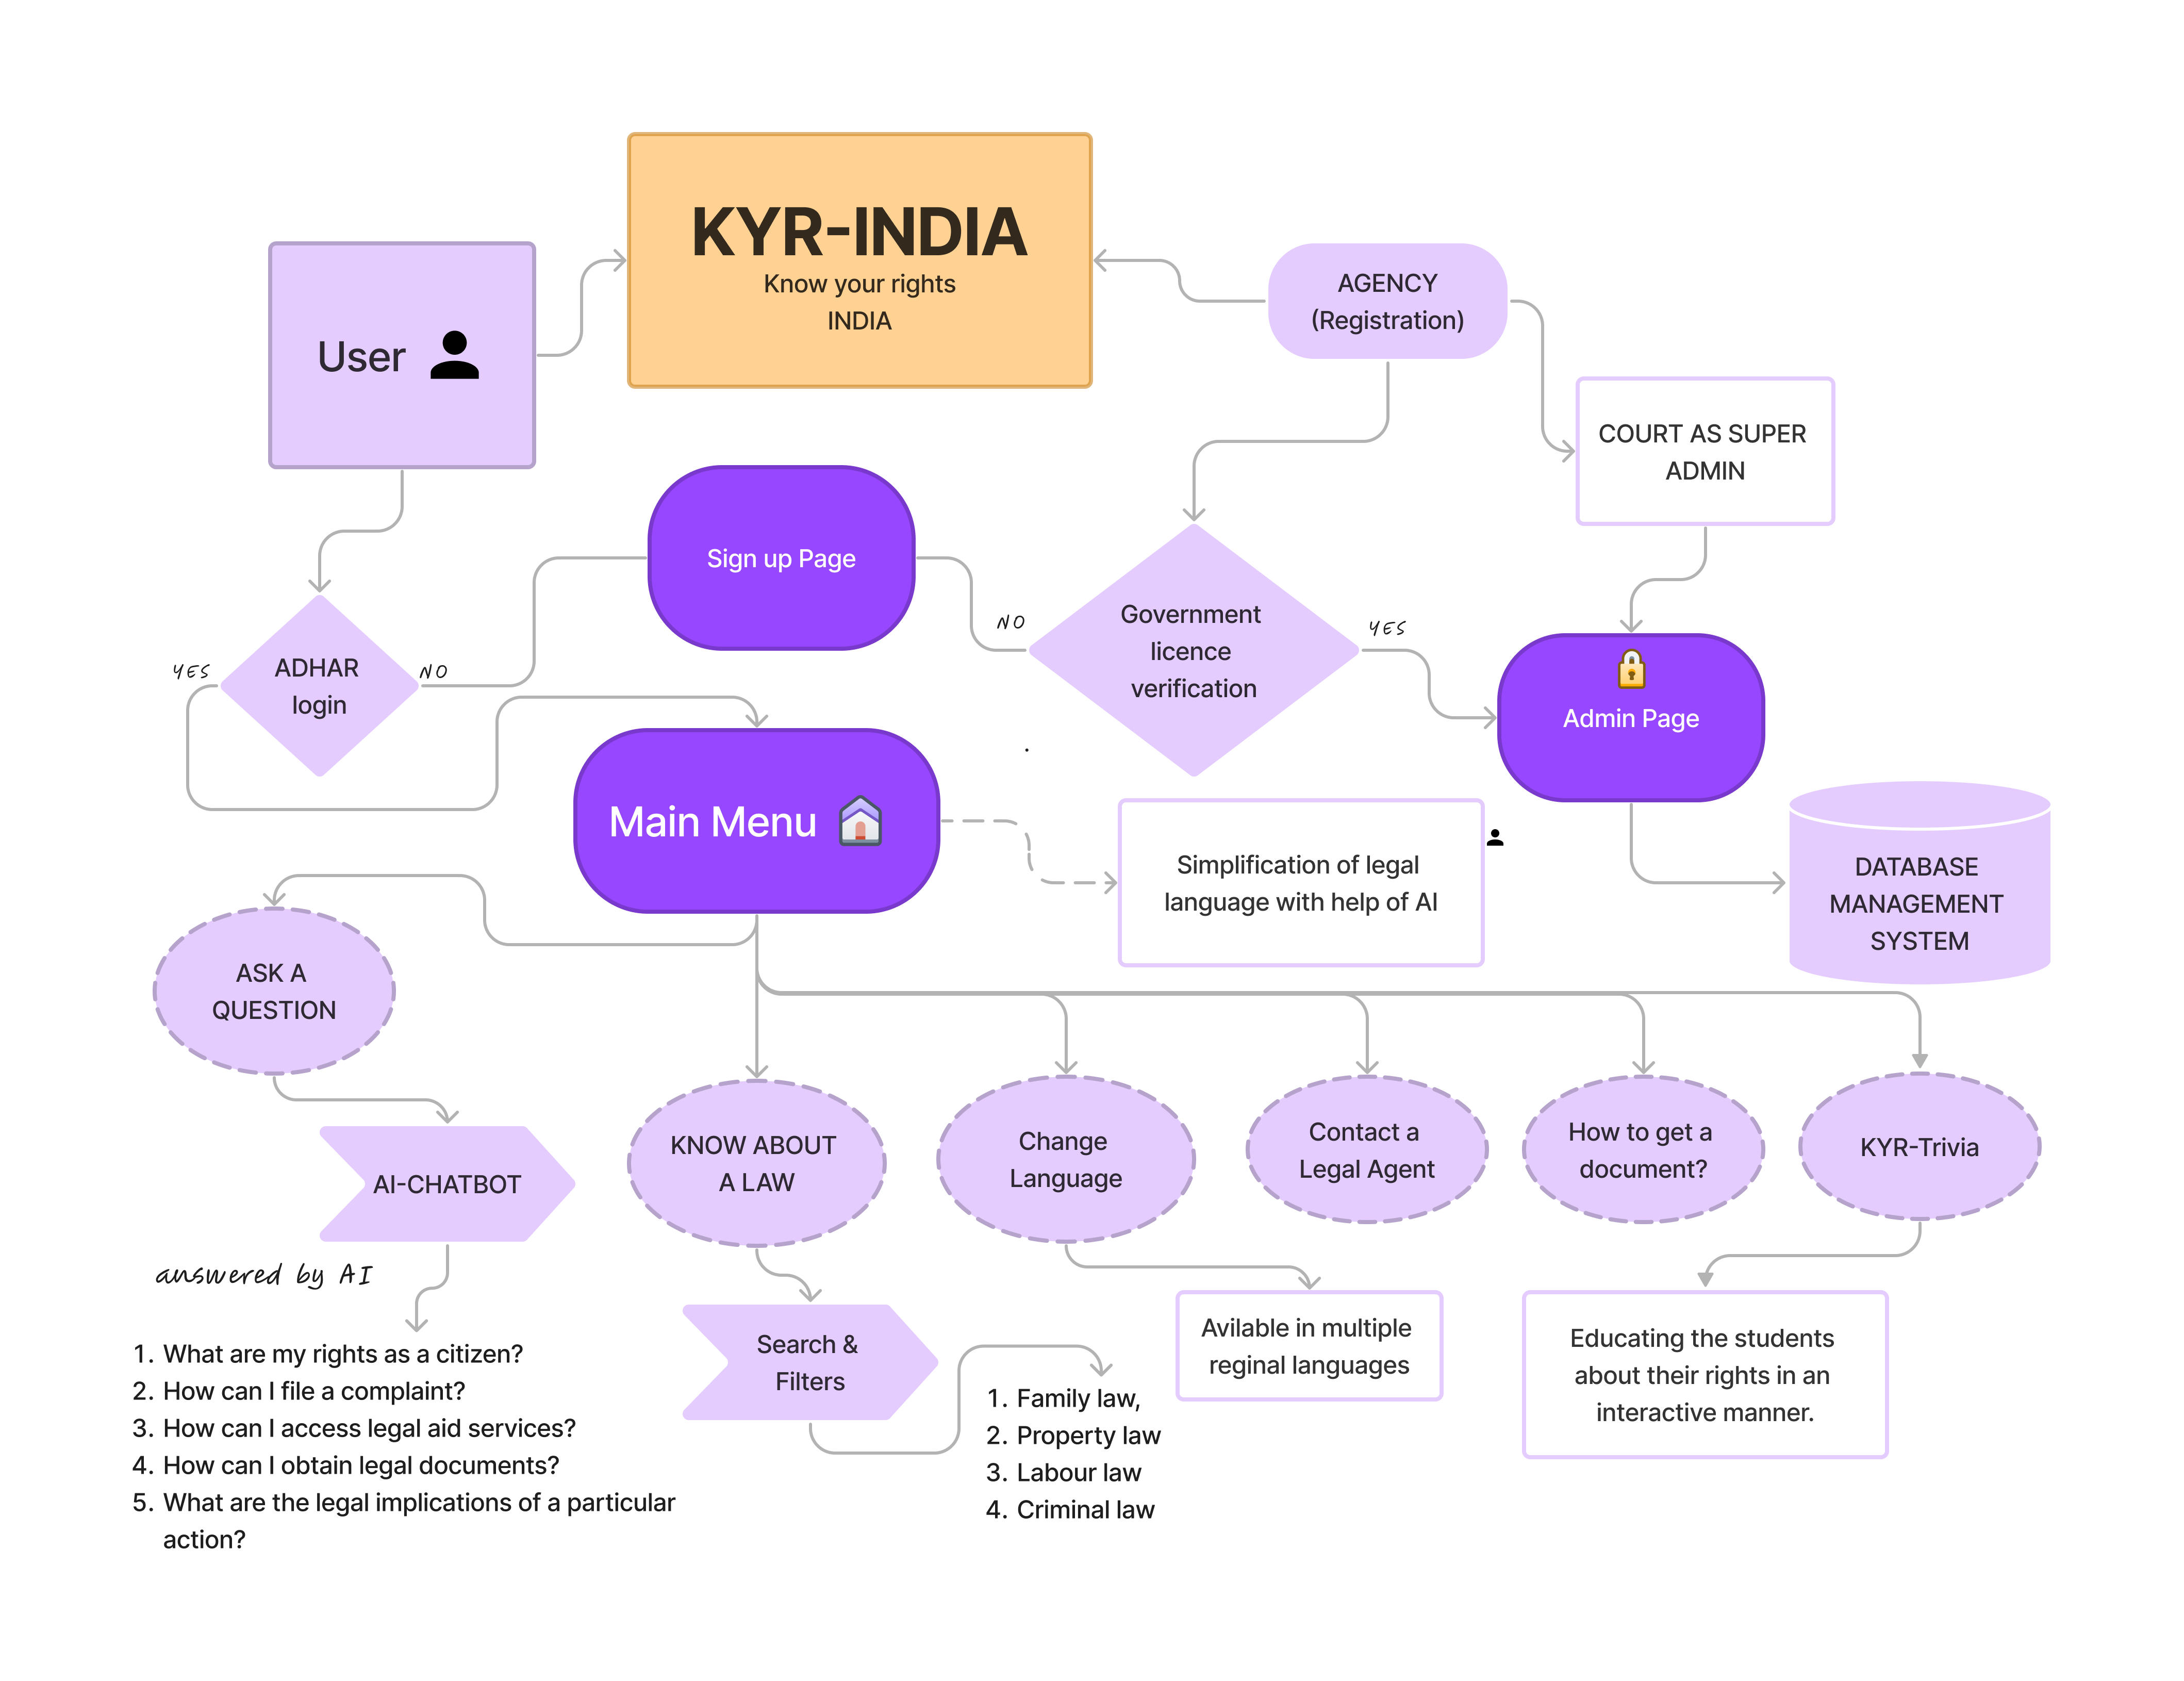 KYR-INDIA
Know your rights
INDIA
User
AGENCY
(Registration)
COURT AS SUPER
ADMIN
Sign up Page
Government
licence
verification
NO
YES
ADHAR
login
YES
NO
Admin Page
Main Menu
Simplification of legal
language with help of AI
DATABASE
MANAGEMENT
SYSTEM
ASK A
QUESTION
KNOW ABOUT
A LAW
Change
Language
Contact a
Legal Agent
How to get a
document?
KYR-Trivia
AI-CHATBOT
answered by AI
1. What are my rights as a citizen?
2. How can I file a complaint?
3. How can I access legal aid services?
4. How can I obtain legal documents?
5. What are the legal implications of a particular
action?
Search &
Filters
1. Family law,
2. Property law
3. Labour law
4. Criminal law
Avilable in multiple
reginal languages
Educating the students
about their rights in an
interactive manner.